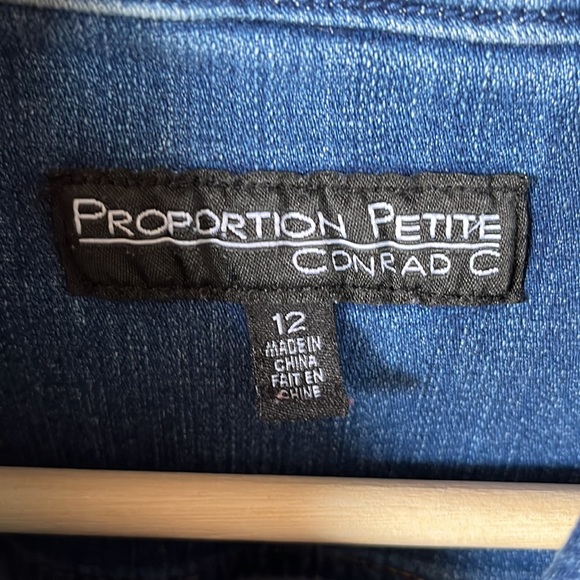 PROPORTION PETITE
CONRAD C
12
MADE IN
CHINA
FAIT EN
CHINE